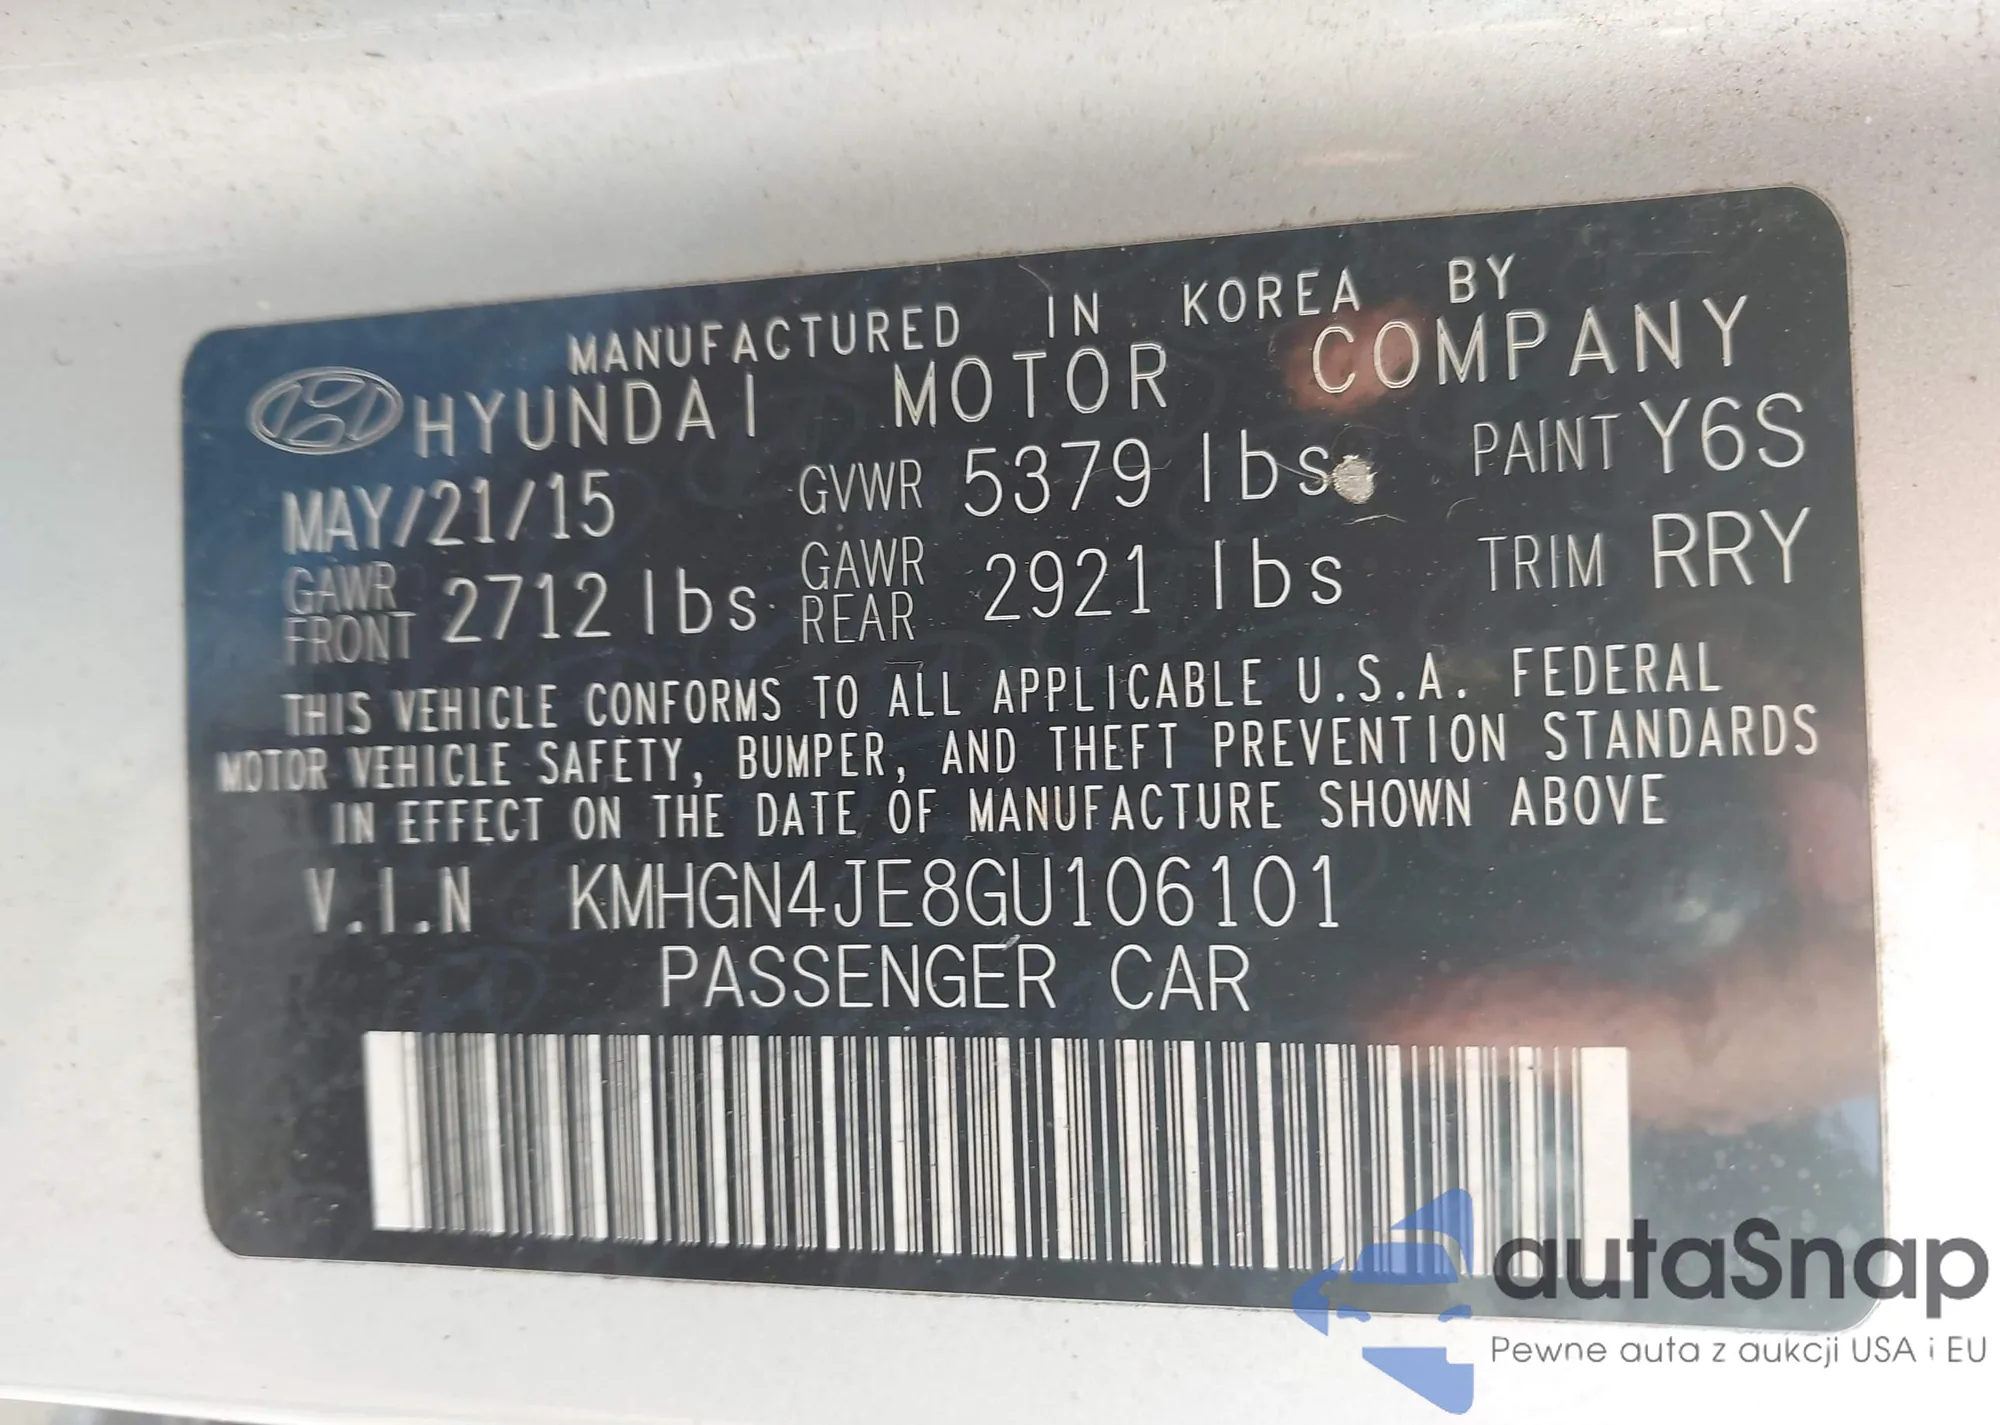 MANUFACTURED IN KOREA BY
HYUNDAI MOTOR COMPANY
MAY/21/15 GVWR 5379 lbs PAINT Y6S
GAWR FRONT 2712 lbs GAWR REAR 2921 lbs TRIM RRY
THIS VEHICLE CONFORMS TO ALL APPLICABLE U.S.A. FEDERAL
MOTOR VEHICLE SAFETY, BUMPER, AND THEFT PREVENTION STANDARDS
IN EFFECT ON THE DATE OF MANUFACTURE SHOWN ABOVE
V.I.N KMHGN4JE8GU106101
PASSENGER CAR
autaSnap
Pewne auta z aukcji USA i EU